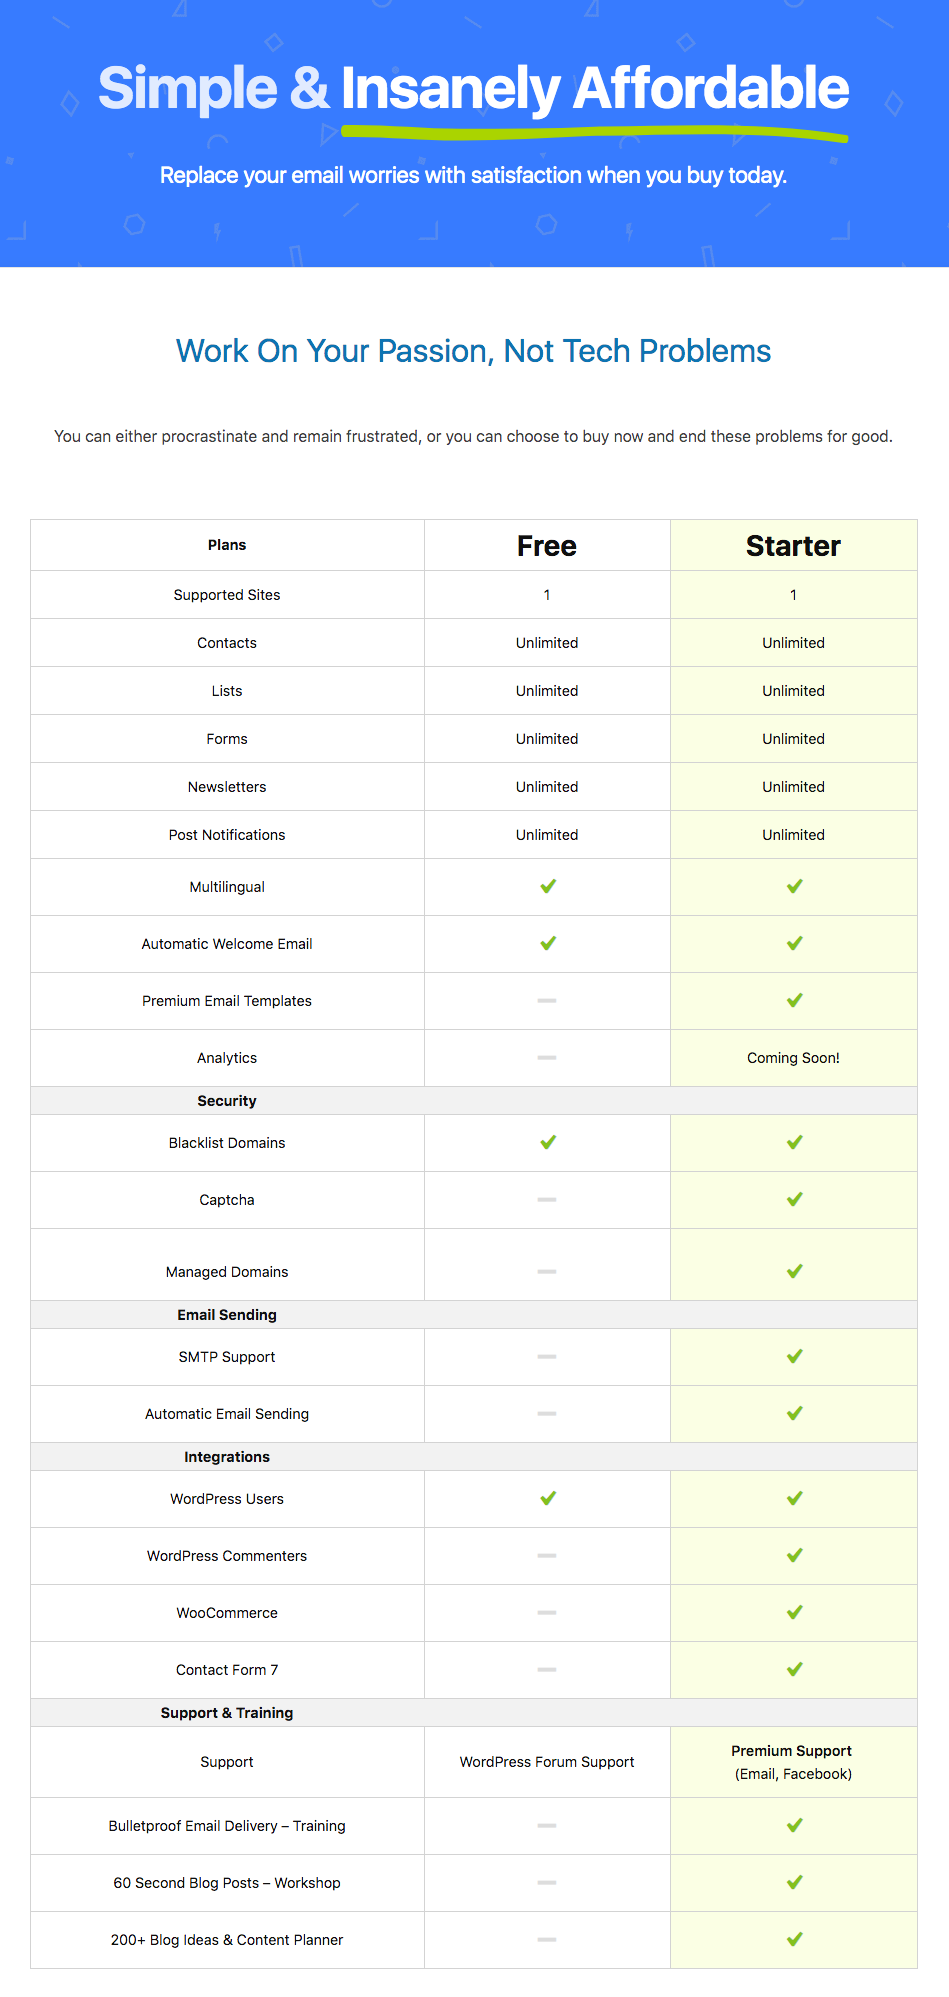 Simple & Insanely Affordable
Replace your email worries with satisfaction when you buy today.
Work On Your Passion, Not Tech Problems
You can either procrastinate and remain frustrated, or you can choose to buy now and end these problems for good.
Plans Free Starter
Supported Sites 1 1
Contacts Unlimited Unlimited
Lists Unlimited Unlimited
Forms Unlimited Unlimited
Newsletters Unlimited Unlimited
Post Notifications Unlimited Unlimited
Multilingual
Automatic Welcome Email
Premium Email Templates
Analytics Coming Soon!
Security
Blacklist Domains
Captcha
Managed Domains
Email Sending
SMTP Support
Automatic Email Sending
Integrations
WordPress Users
WordPress Commenters
WooCommerce
Contact Form 7
Support & Training
Support WordPress Forum Support Premium Support
(Email, Facebook)
Bulletproof Email Delivery – Training
60 Second Blog Posts – Workshop
200+ Blog Ideas & Content Planner